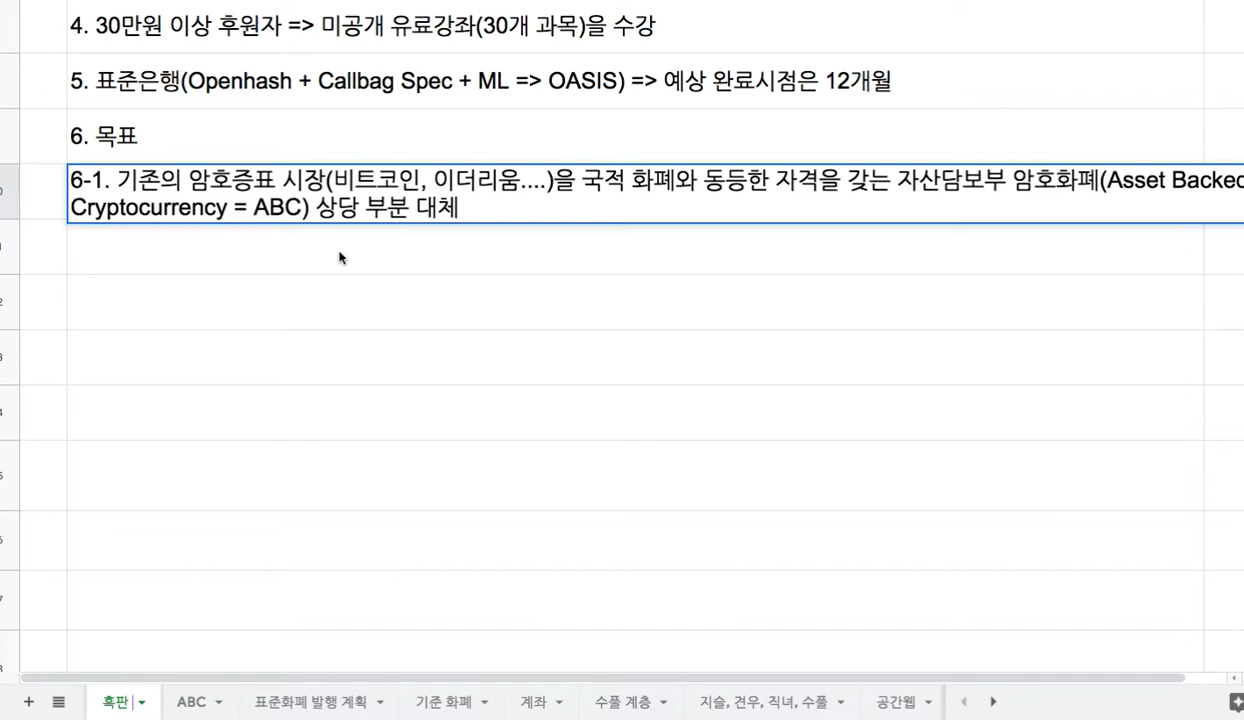 4. 30만원 이상 후원자 => 미공개 유료강좌(30개 과목)을 수강
5. 표준은행(Openhash + Callbag Spec + ML => OASIS) => 예상 완료시점은 12개월
6. 목표
6-1. 기존의 암호증표 시장(비트코인, 이더리움....)을 국적 화폐와 동등한 자격을 갖는 자산담보부 암호화폐(Asset Backed
Cryptocurrency = ABC) 상당 부분 대체
흑판 ABC 표준화폐 발행 계획 기준 화폐 계좌 수풀 계층 지슬, 견우, 직녀, 수풀 공간웹